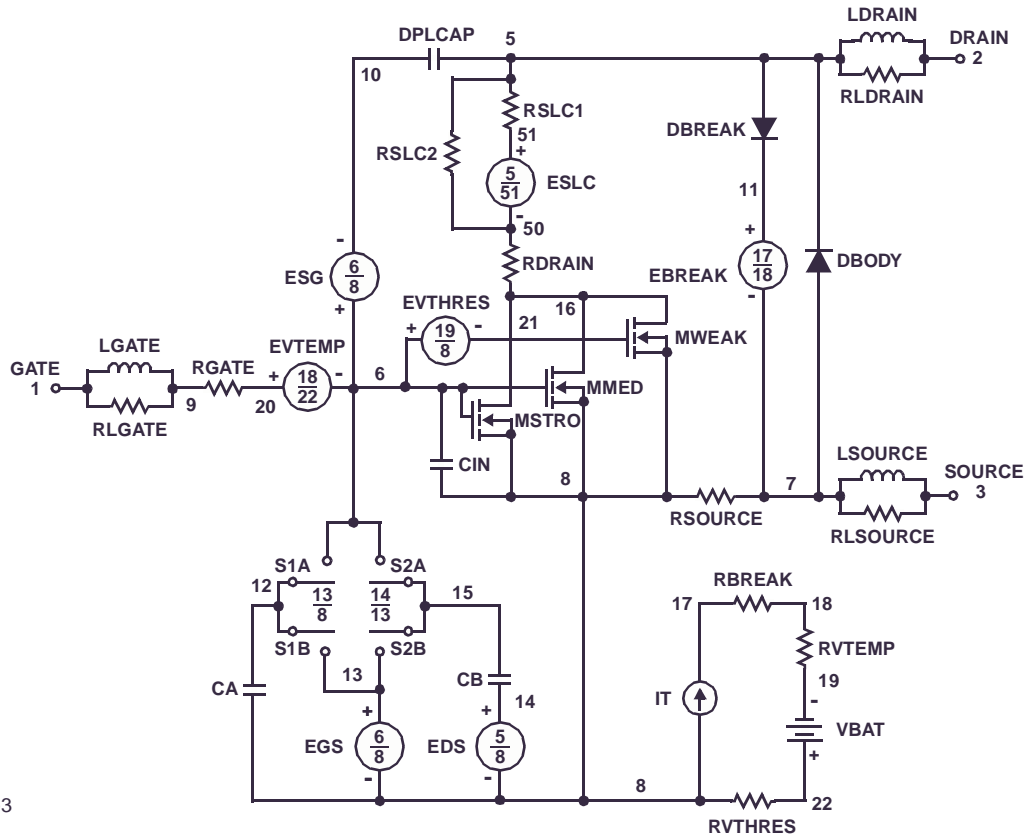 LDRAIN
DPLCAP 5 DRAIN
2
10
RLDRAIN
RSLC1
DBREAK
51
+
RSLC2
5
51
ESLC
11
-
50
+
-
17
18
DBODY
RDRAIN
EBREAK
6
8
ESG
-
EVTHRES
16
+
21
+
19
8
-
MWEAK
LGATE
EVTEMP
GATE
1
RGATE
+
18
22
-
6
MMED
9
20
MSTRO
RLGATE
LSOURCE
CIN
8
7
SOURCE
3
RSOURCE
RLSOURCE
S1A
S2A
12
13
8
14
13
15
RBREAK
17
18
S1B
S2B
RVTEMP
13
CB
19
CA
14
IT
-
+
+
VBAT
EGS
6
8
EDS
5
8
+
-
-
8
22
3
RVTHRES